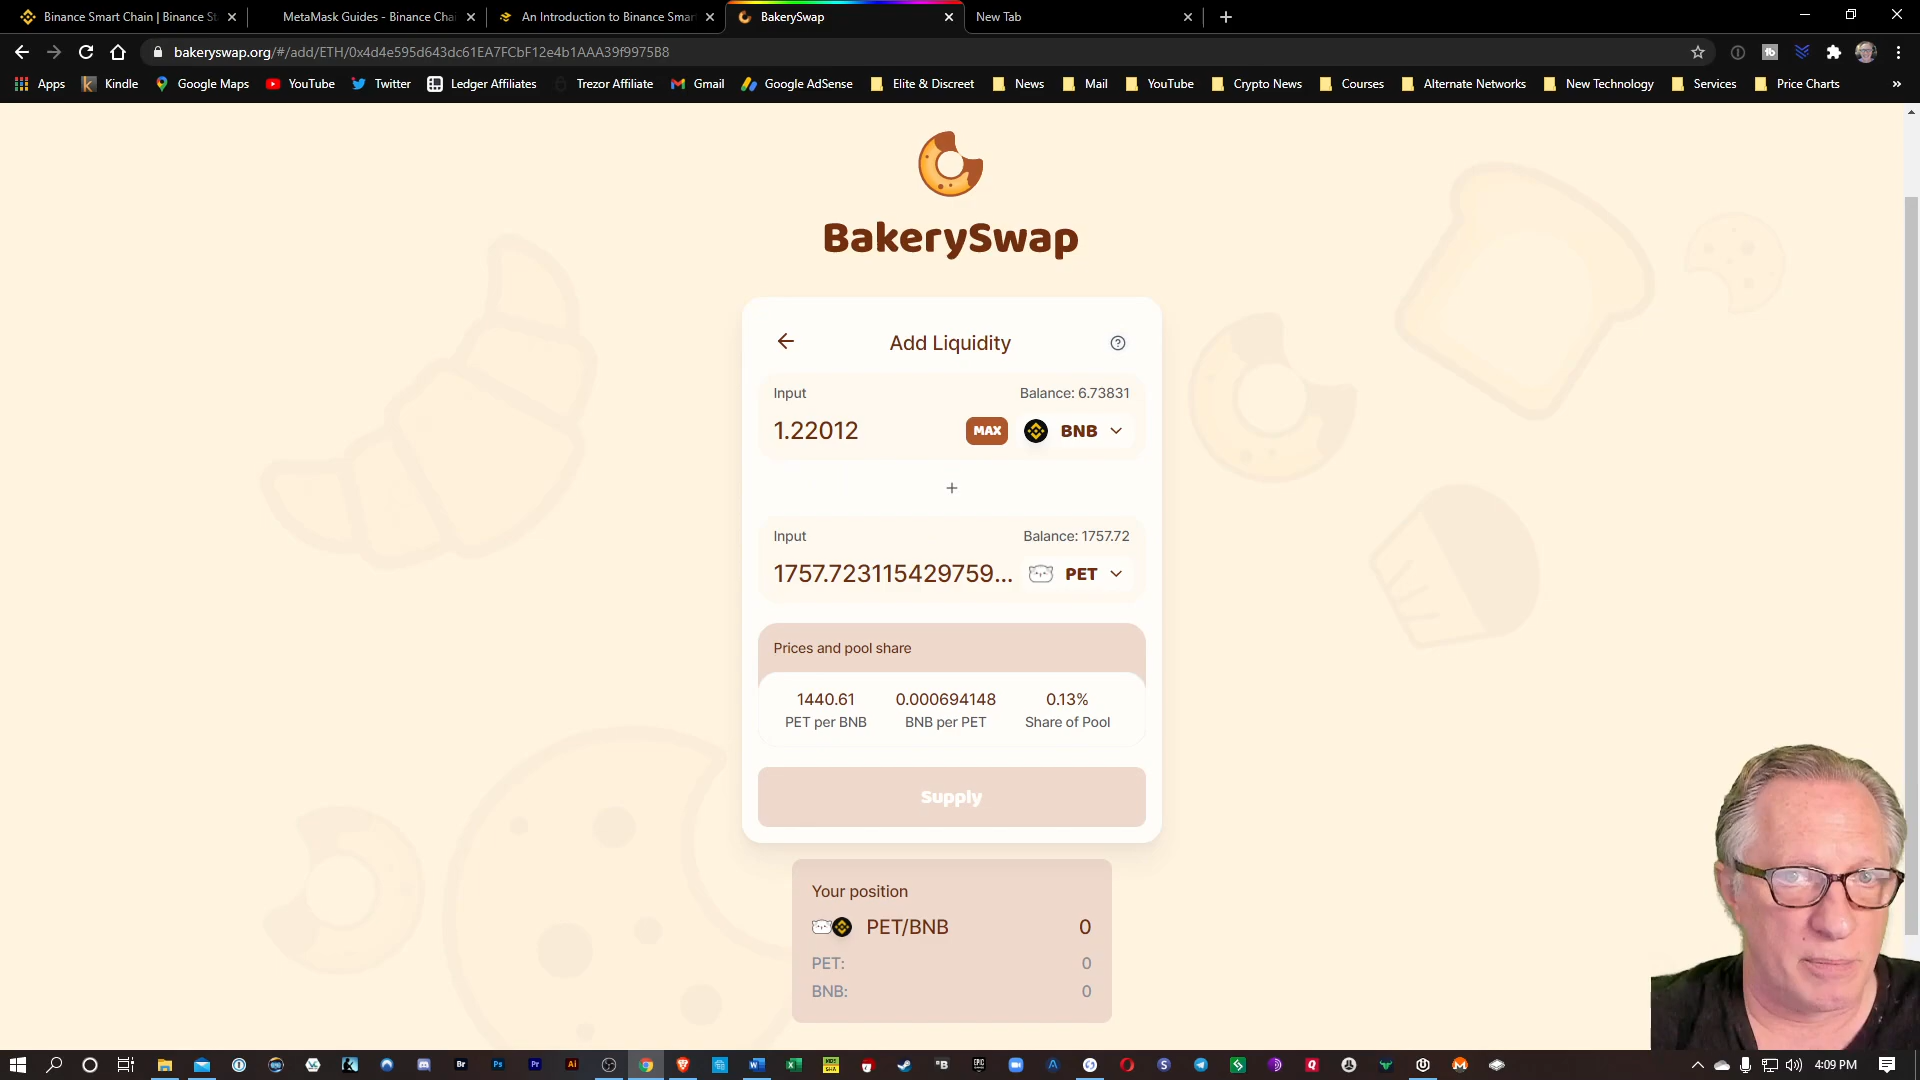 Binance Smart Chain | Binance St
MetaMask Guides - Binance Chai
An Introduction to Binance Smar
BakerySwap
New Tab
bakeryswap.org/#/add/ETH/0x4d4e595d643dc61EA7FCbF12e4b1AAA39f9975B8
Apps
Kindle
Google Maps
YouTube
Twitter
Ledger Affiliates
Trezor Affiliate
Gmail
Google AdSense
Elite & Discreet
News
Mail
YouTube
Crypto News
Courses
Alternate Networks
New Technology
Services
Price Charts
»
BakerySwap
Add Liquidity
Input
Balance: 6.73831
1.22012
MAX
BNB
+
Input
Balance: 1757.72
1757.723115429759...
PET
Prices and pool share
1440.61
0.000694148
0.13%
PET per BNB
BNB per PET
Share of Pool
Supply
Your position
PET/BNB
0
PET:
0
BNB:
0
4:09 PM